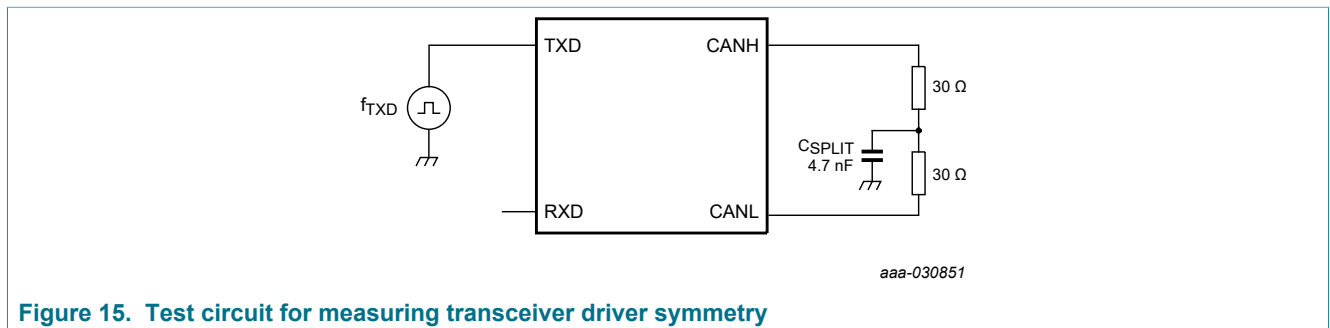 TXD
CANH
30 Ω
fTXD
CSPLIT
4.7 nF
30 Ω
RXD
CANL
aaa-030851
Figure 15. Test circuit for measuring transceiver driver symmetry